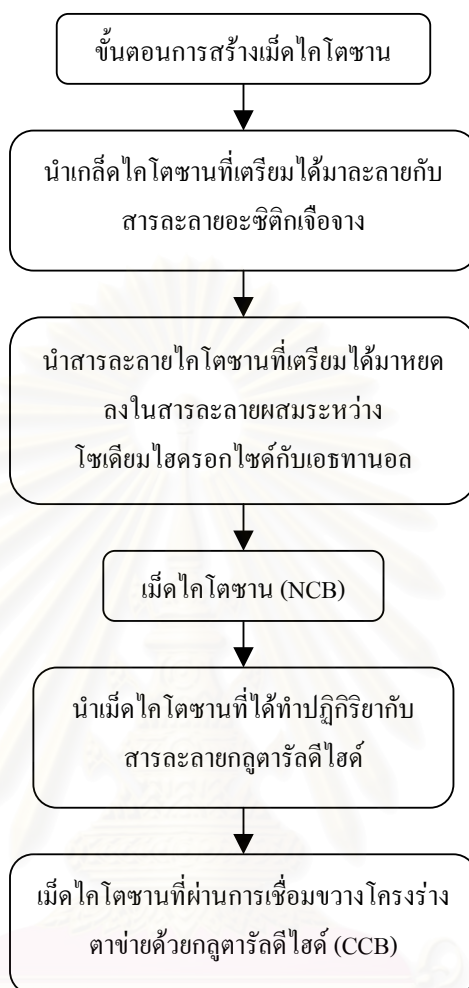 ขั้นตอนการสร้างเม็ดไคโตซาน
นำเกล็ดไคโตซานที่เตรียมได้มาละลายกับ
สารละลายอะซิติกเจือจาง
นำสารละลายไคโตซานที่เตรียมได้มาหยด
ลงในสารละลายผสมระหว่าง
โซเดียมไฮดรอกไซด์กับเอธทานอล
เม็ดไคโตซาน (NCB)
นำเม็ดไคโตซานที่ได้ทำปฏิกิริยากับ
สารละลายกลูตารัลดีไฮด์
เม็ดไคโตซานที่ผ่านการเชื่อมขวางโครงร่าง
ตาข่ายด้วยกลูตารัลดีไฮด์ (CCB)